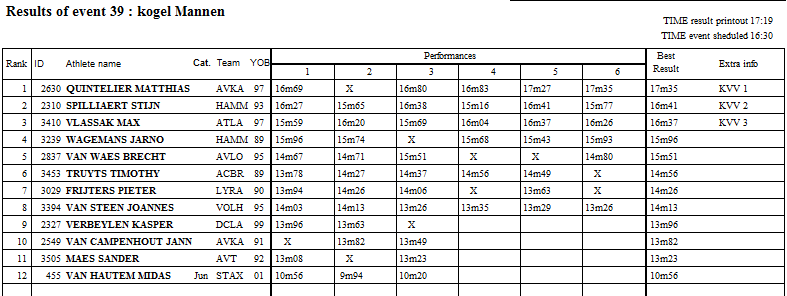 Results of event 39 : kogel Mannen
TIME result printout 17:19
TIME event sheduled 16:30
Performances
Rank ID Athlete name Cat. Team YOB 1 2 3 4 5 6 Best Result Extra info
1 2630 QUINTELIER MATTHIAS AVKA 97 16m69 X 16m80 16m83 17m27 17m35 17m35 KVV 1
2 2310 SPILLIAERT STIJN HAMM 93 16m27 15m65 16m38 15m16 16m41 15m77 16m41 KVV 2
3 3410 VLASSAK MAX ATLA 97 15m59 16m20 15m69 16m04 16m37 16m26 16m37 KVV 3
4 3239 WAGEMANS JARNO HAMM 89 15m96 15m74 X 15m68 15m43 15m93 15m96
5 2837 VAN WAES BRECHT AVLO 95 14m67 14m71 15m51 X X 14m80 15m51
6 3453 TRUYTS TIMOTHY ACBR 89 13m78 14m27 14m37 14m56 14m49 X 14m56
7 3029 FRIJTERS PIETER LYRA 90 13m94 14m26 14m06 X 13m63 X 14m26
8 3394 VAN STEEN JOANNES VOLH 95 14m03 14m13 13m26 13m35 13m29 13m26 14m13
9 2327 VERBEYLEN KASPER DCLA 99 13m96 13m63 X 13m96
10 2549 VAN CAMPENHOUT JANN AVKA 91 X 13m82 13m49 13m82
11 3505 MAES SANDER AVT 92 13m08 X 13m23 13m23
12 455 VAN HAUTEM MIDAS Jun STAX 01 10m56 9m94 10m20 10m56